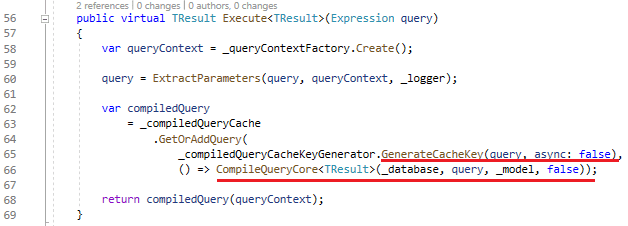 2 references | 0 changes | 0 authors, 0 changes
56 public virtual TResult Execute<TResult>(Expression query)
57 {
58 var queryContext = _queryContextFactory.Create();
59
60 query = ExtractParameters(query, queryContext, _logger);
61
62 var compiledQuery
63 = _compiledQueryCache
64 .GetOrAddQuery(
65 _compiledQueryCacheKeyGenerator.GenerateCacheKey(query, async: false),
66 () => CompileQueryCore<TResult>(_database, query, _model, false));
67
68 return compiledQuery(queryContext);
69 }